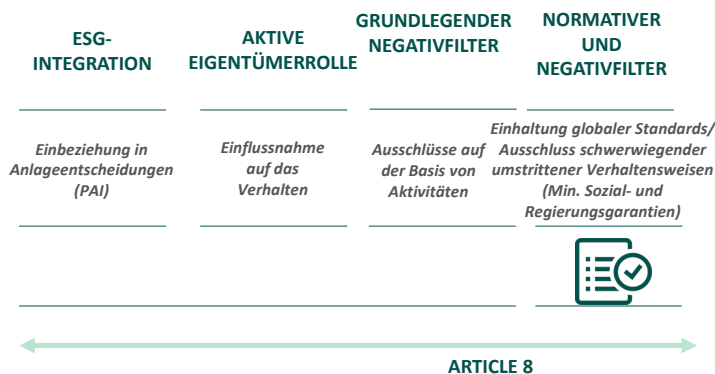 ESG-
INTEGRATION
AKTIVE
EIGENTÜMERROLLE
GRUNDLEGENDER
NEGATIVFILTER
NORMATIVER
UND
NEGATIVFILTER
Einbeziehung in
Anlageentscheidungen
(PAI)
Einflussnahme
auf das
Verhalten
Ausschlüsse auf
der Basis von
Aktivitäten
Einhaltung globaler Standards/
Ausschluss schwerwiegender
umstrittener Verhaltensweisen
(Min. Sozial- und
Regierungsgarantien)
ARTICLE 8